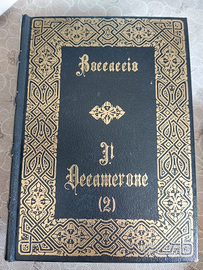 Boccaccio
Il
Decamerone
(2)